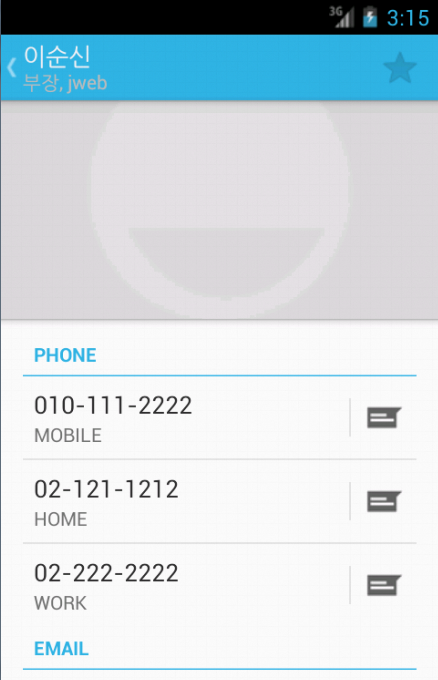 3G
3:15
이순신
부장, jweb
PHONE
010-111-2222
MOBILE
02-121-1212
HOME
02-222-2222
WORK
EMAIL